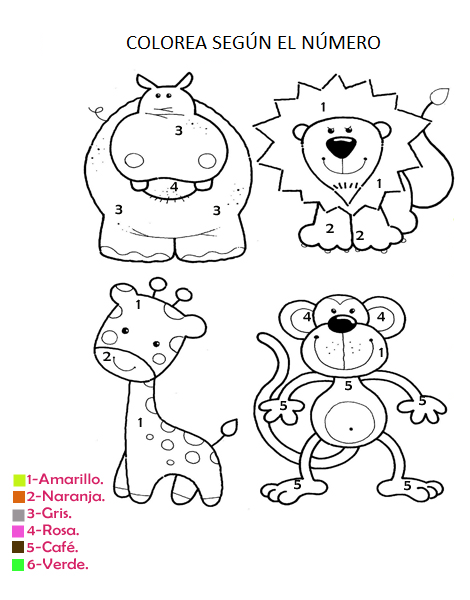 COLOREA SEGÚN EL NÚMERO
1
3
1
4
3
3
2
2
1
4
4
2
1
5
1
5
5
5
5
1-Amarillo.
2-Naranja.
3-Gris.
4-Rosa.
5-Café.
6-Verde.